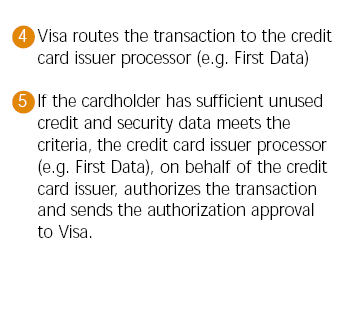 4 Visa routes the transaction to the credit
card issuer processor (e.g. First Data)
5 If the cardholder has sufficient unused
credit and security data meets the
criteria, the credit card issuer processor
(e.g. First Data), on behalf of the credit
card issuer, authorizes the transaction
and sends the authorization approval
to Visa.